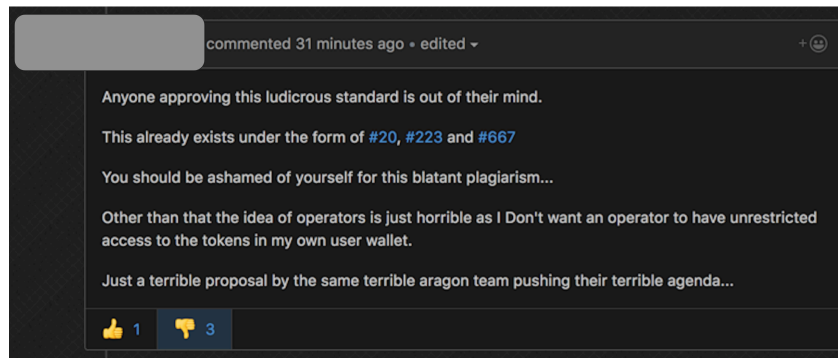 commented 31 minutes ago • edited
Anyone approving this ludicrous standard is out of their mind.
This already exists under the form of #20, #223 and #667
You should be ashamed of yourself for this blatant plagiarism...
Other than that the idea of operators is just horrible as I Don't want an operator to have unrestricted
access to the tokens in my own user wallet.
Just a terrible proposal by the same terrible aragon team pushing their terrible agenda...
👍 1 👎 3